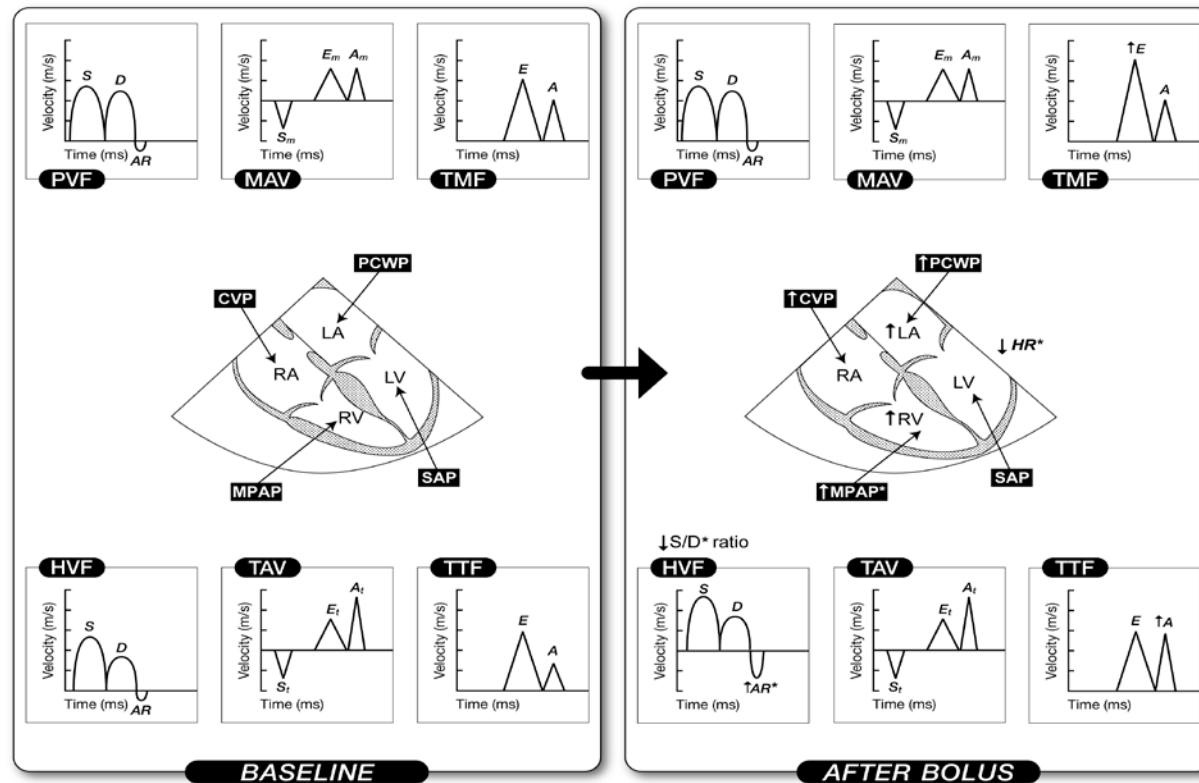 Velocity (m/s)
S
D
AR
Time (ms)
PVF
Velocity (m/s)
Sm
Em
Am
Time (ms)
MAV
Velocity (m/s)
E
A
Time (ms)
TMF
PCWP
CVP
LA
RA
LV
RV
MPAP
SAP
HVF
Velocity (m/s)
S
D
AR
Time (ms)
TAV
Velocity (m/s)
St
Et
At
Time (ms)
TTF
Velocity (m/s)
E
A
Time (ms)
BASELINE
Velocity (m/s)
S
D
AR
Time (ms)
PVF
Velocity (m/s)
Sm
Em
Am
Time (ms)
MAV
Velocity (m/s)
↑E
A
Time (ms)
TMF
↑PCWP
↑CVP
↑LA
↓ HR*
RA
LV
↑RV
↑MPAP*
SAP
↓S/D* ratio
HVF
Velocity (m/s)
S
D
↑AR*
Time (ms)
TAV
Velocity (m/s)
St
Et
At
Time (ms)
TTF
Velocity (m/s)
E
↑A
Time (ms)
AFTER BOLUS